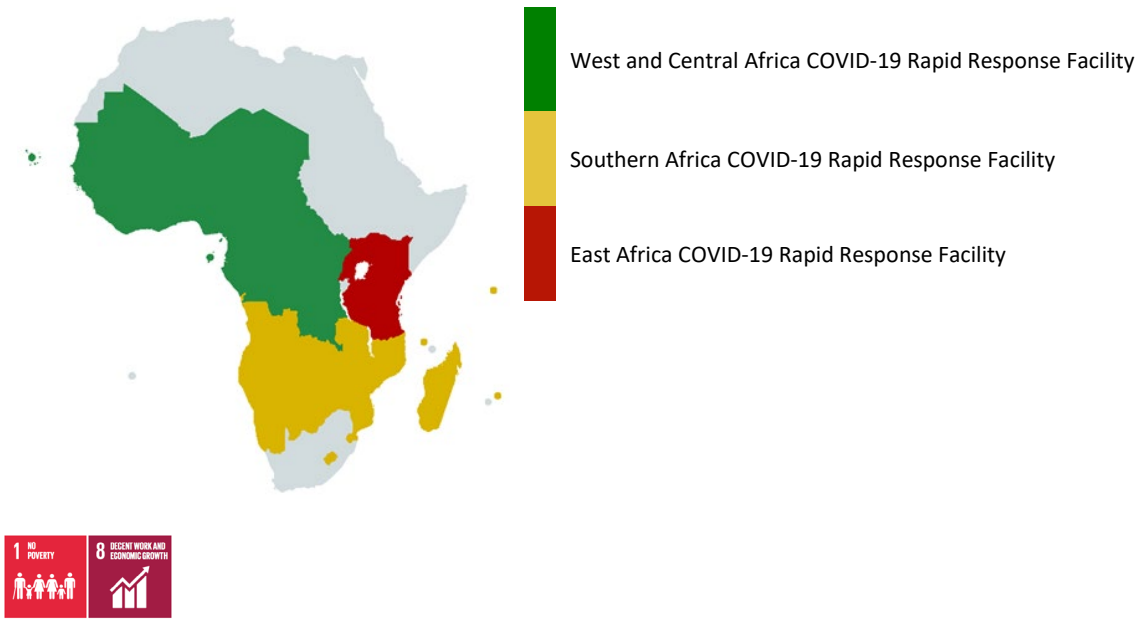 West and Central Africa COVID-19 Rapid Response Facility
Southern Africa COVID-19 Rapid Response Facility
East Africa COVID-19 Rapid Response Facility
1 NO
POVERTY
8 DECENT WORK AND
ECONOMIC GROWTH